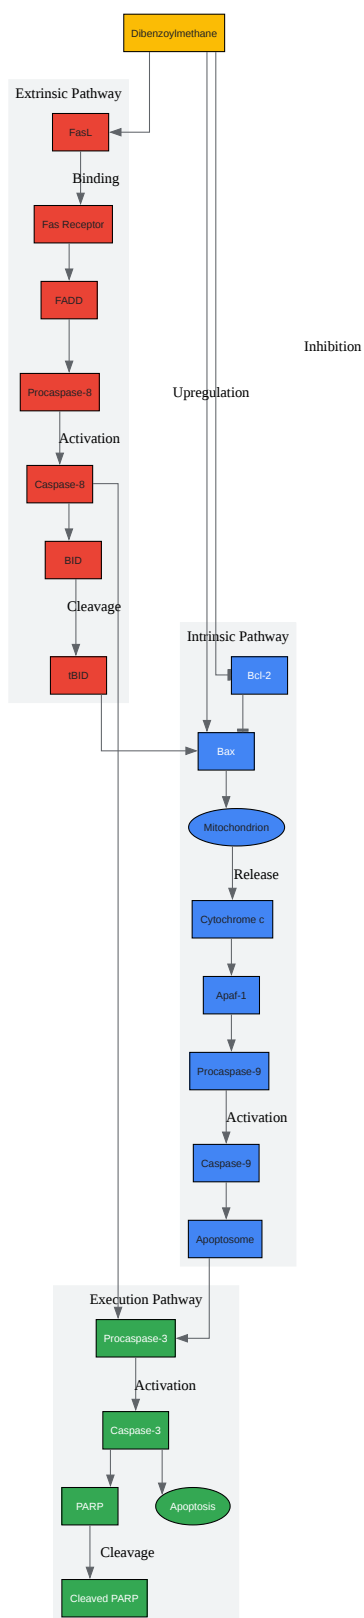 Dibenzoylmethane
Extrinsic Pathway
FasL
Binding
Fas Receptor
FADD
Inhibition
Procaspase-8
Upregulation
Activation
Caspase-8
BID
Cleavage
tBID
Intrinsic Pathway
Bcl-2
Bax
Mitochondrion
Release
Cytochrome c
Apaf-1
Procaspase-9
Activation
Caspase-9
Apoptosome
Execution Pathway
Procaspase-3
Activation
Caspase-3
PARP
Apoptosis
Cleavage
Cleaved PARP